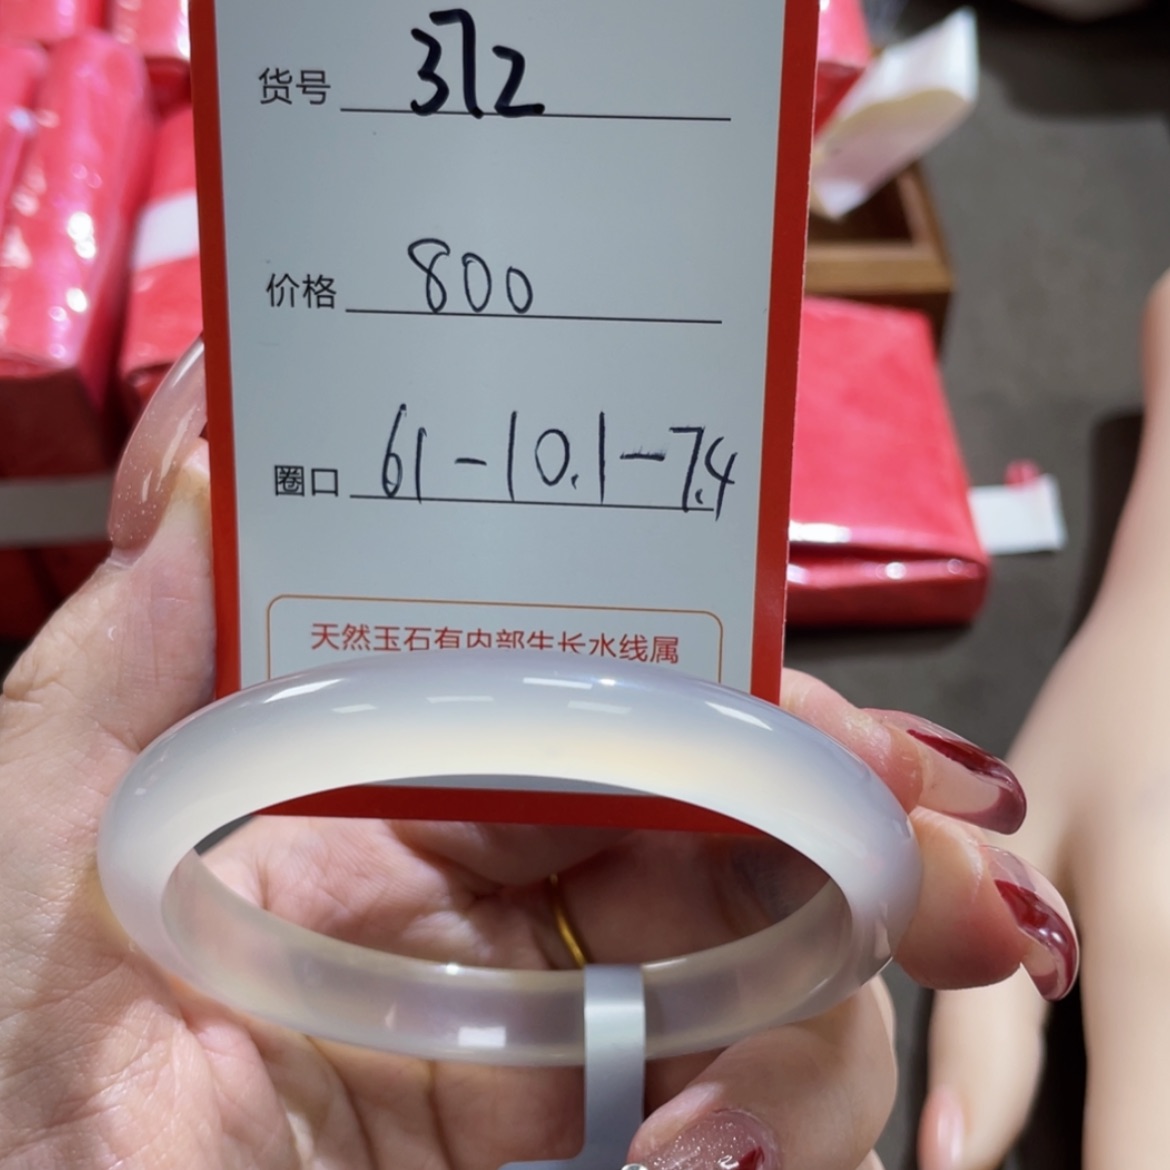 货号 372
价格 800
圈口 61-10.1-7.4
天然玉石有内部生长水线属